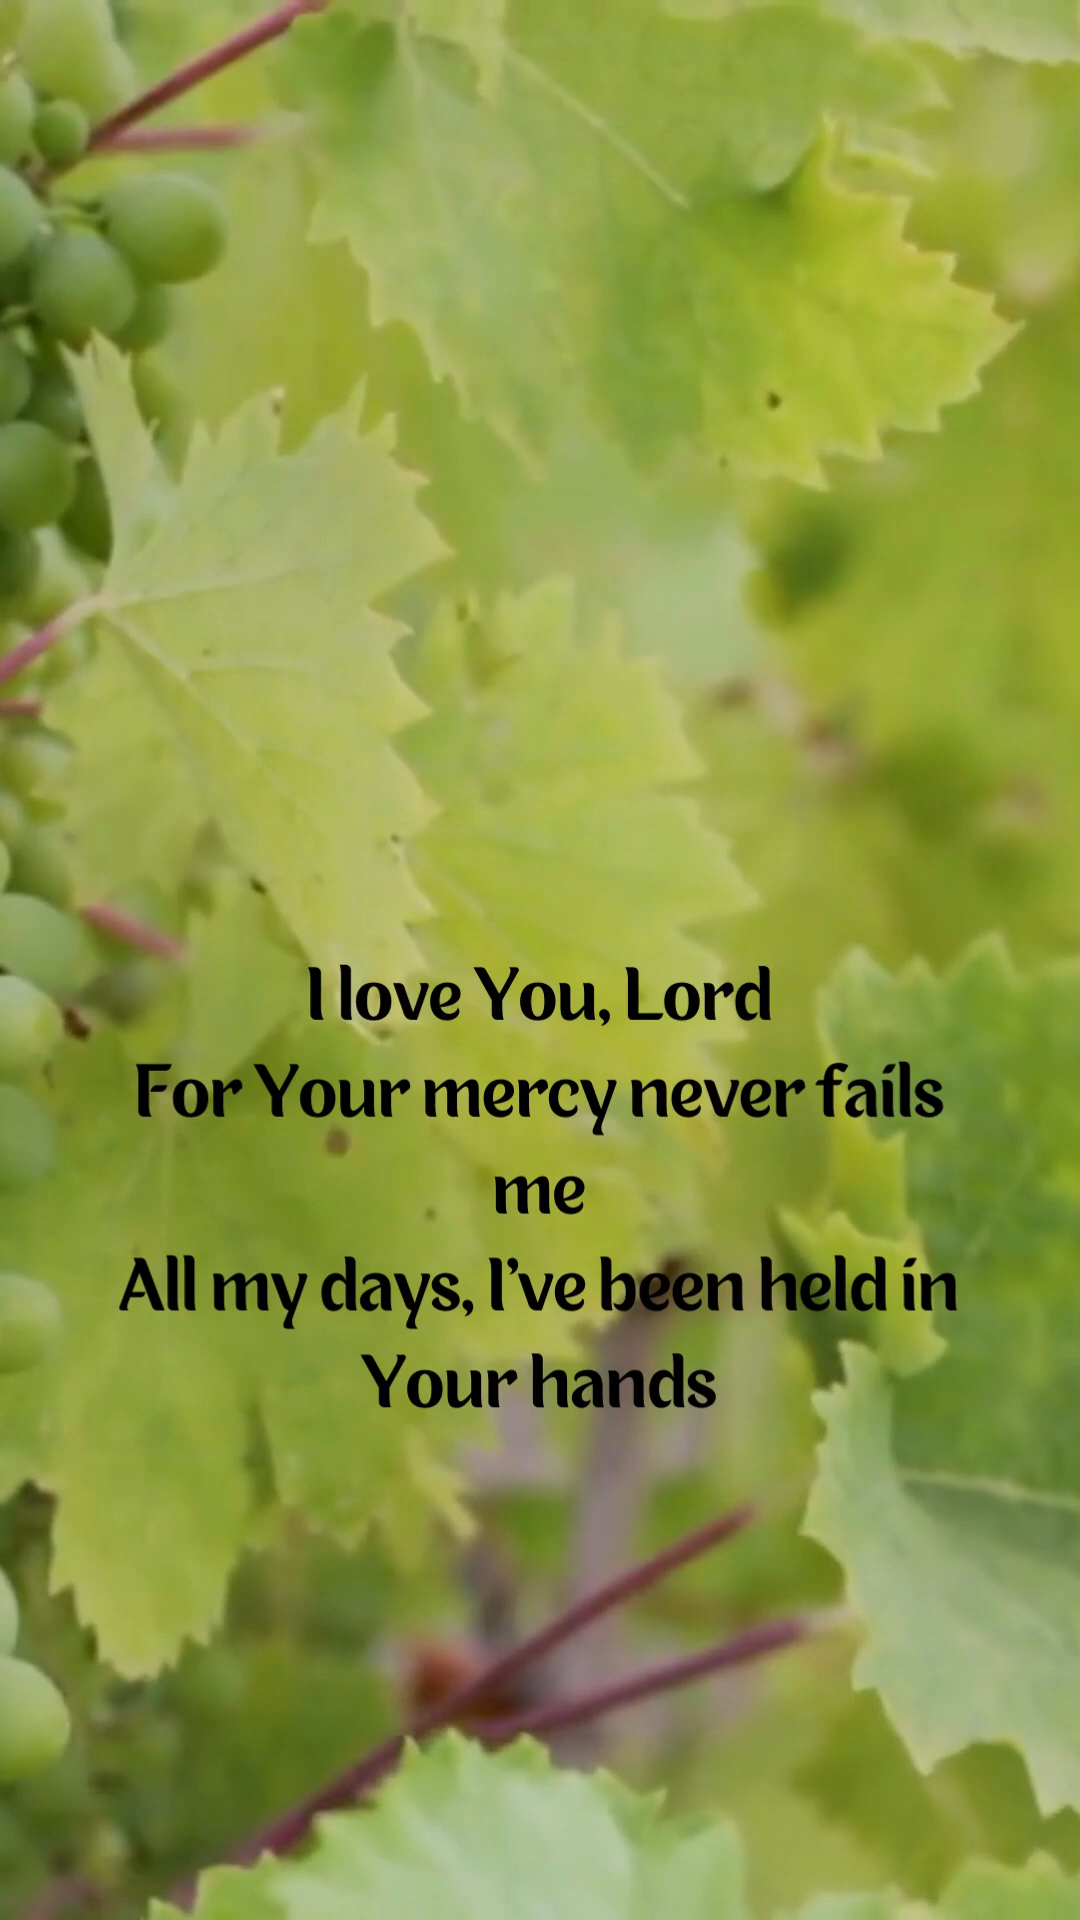 I love You, Lord
For Your mercy never fails
me
All my days, I’ve been held in
Your hands